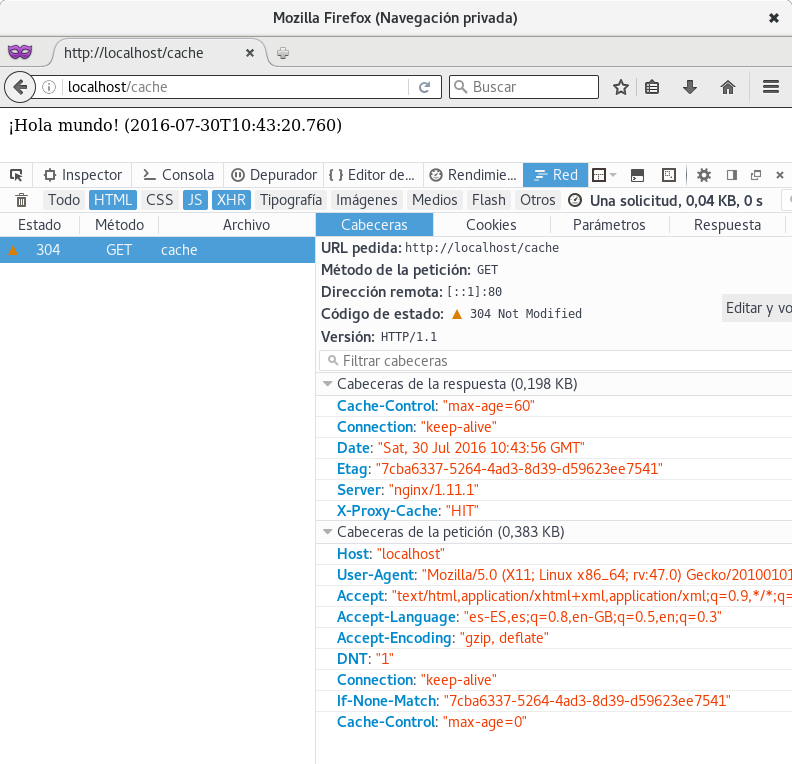 Mozilla Firefox (Navegación privada)
http://localhost/cache
localhost/cache
Buscar
¡Hola mundo! (2016-07-30T10:43:20.760)
Inspector Consola Depurador Editor de... Rendimie... Red
Todo HTML CSS JS XHR Tipografía Imágenes Medios Flash Otros Una solicitud, 0,04 KB, 0 s
Estado Método Archivo Cabeceras Cookies Parámetros Respuesta
304 GET cache
URL pedida: http://localhost/cache
Método de la petición: GET
Dirección remota: [::1]:80
Editar y vo
Código de estado: 304 Not Modified
Versión: HTTP/1.1
Filtrar cabeceras
Cabeceras de la respuesta (0,198 KB)
Cache-Control: "max-age=60"
Connection: "keep-alive"
Date: "Sat, 30 Jul 2016 10:43:56 GMT"
Etag: "7cba6337-5264-4ad3-8d39-d59623ee7541"
Server: "nginx/1.11.1"
X-Proxy-Cache: "HIT"
Cabeceras de la petición (0,383 KB)
Host: "localhost"
User-Agent: "Mozilla/5.0 (X11; Linux x86_64; rv:47.0) Gecko/20100101
Accept: "text/html,application/xhtml+xml,application/xml;q=0.9,*/*;q=
Accept-Language: "es-ES,es;q=0.8,en-GB;q=0.5,en;q=0.3"
Accept-Encoding: "gzip, deflate"
DNT: "1"
Connection: "keep-alive"
If-None-Match: "7cba6337-5264-4ad3-8d39-d59623ee7541"
Cache-Control: "max-age=0"